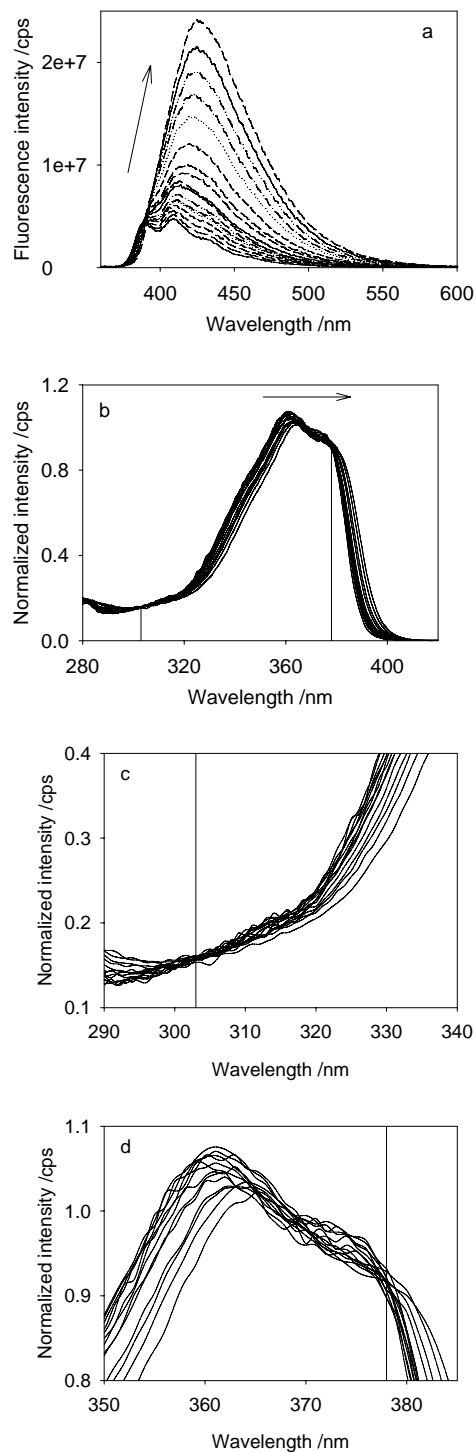 a
Fluorescence intensity /cps
2e+7
1e+7
0
400 450 500 550 600
Wavelength /nm
b
Normalized intensity /cps
1.2
0.8
0.4
0.0
280 320 360 400
Wavelength /nm
c
Normalized intensity /cps
0.4
0.3
0.2
0.1
290 300 310 320 330 340
Wavelength /nm
d
Normalized intensity /cps
1.1
1.0
0.9
0.8
350 360 370 380
Wavelength /nm